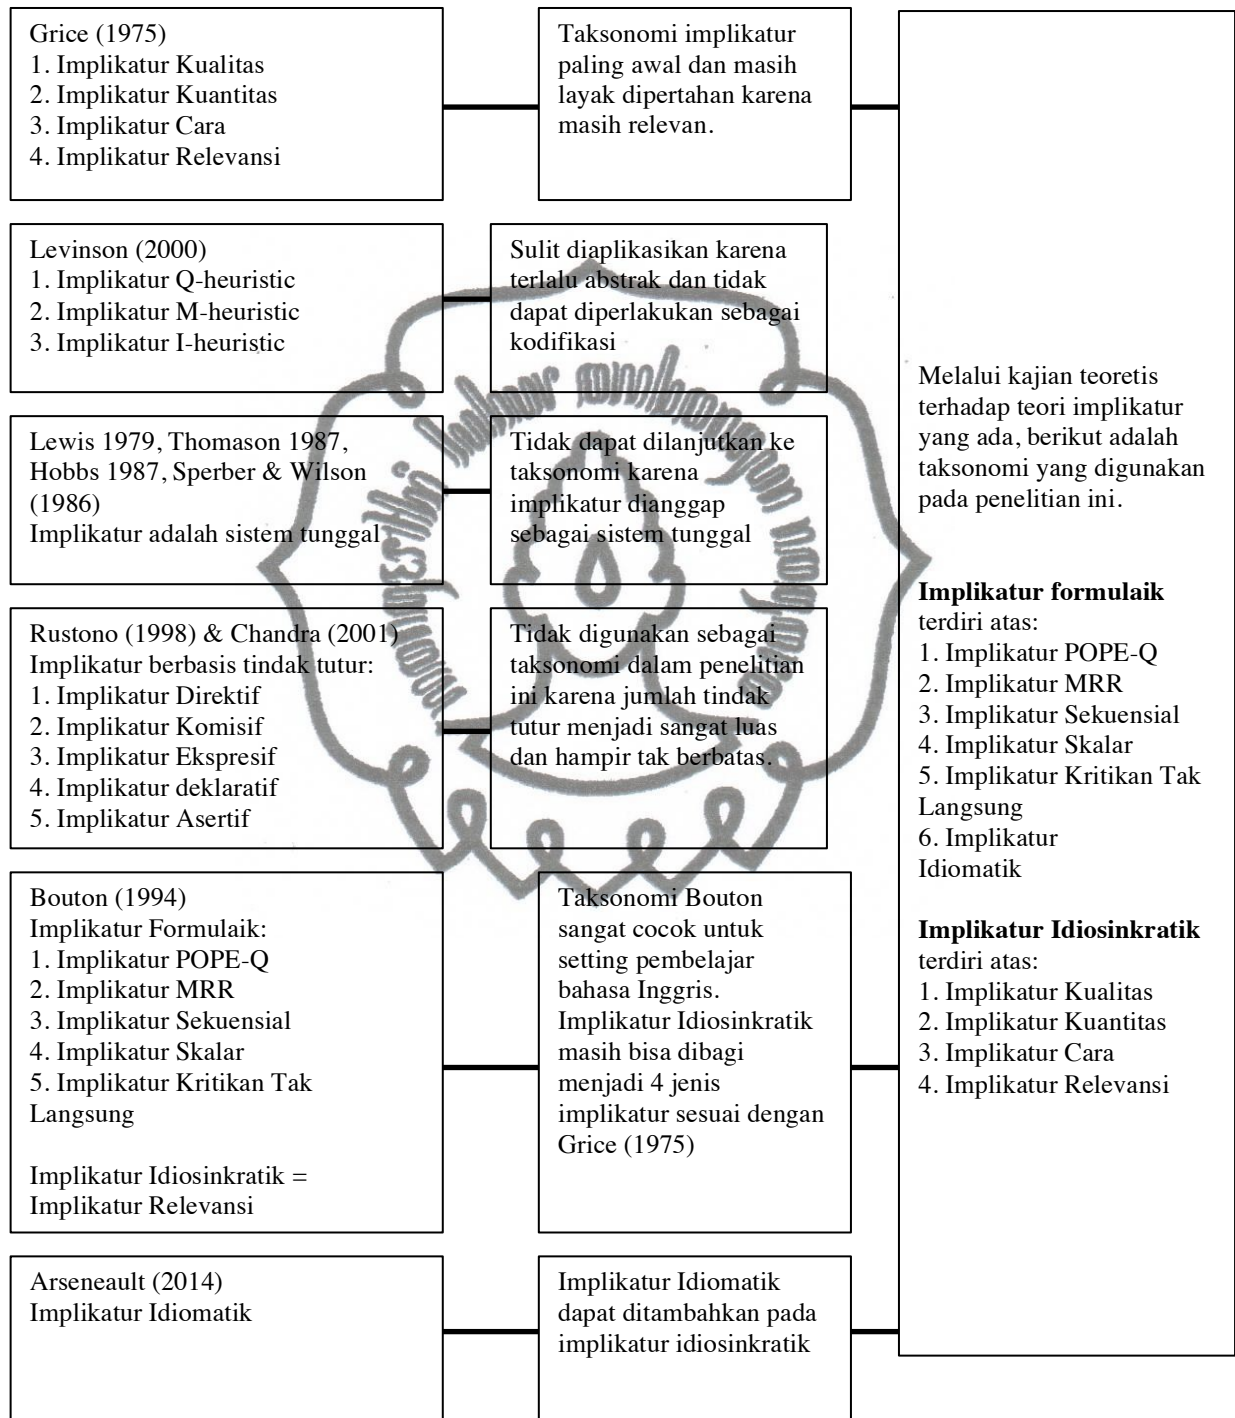 Grice (1975)
1. Implikatur Kualitas
2. Implikatur Kuantitas
3. Implikatur Cara
4. Implikatur Relevansi
Taksonomi implikatur
paling awal dan masih
layak dipertahan karena
masih relevan.
Levinson (2000)
1. Implikatur Q-heuristic
2. Implikatur M-heuristic
3. Implikatur I-heuristic
Sulit diaplikasikan karena
terlalu abstrak dan tidak
dapat diperlakukan sebagai
kodifikasi
Lewis 1979, Thomason 1987,
Hobbs 1987, Sperber & Wilson
(1986)
Implikatur adalah sistem tunggal
Tidak dapat dilanjutkan ke
taksonomi karena
implikatur dianggap
sebagai sistem tunggal
Rustono (1998) & Chandra (2001)
Implikatur berbasis tindak tutur:
1. Implikatur Direktif
2. Implikatur Komisif
3. Implikatur Ekspresif
4. Implikatur deklaratif
5. Implikatur Asertif
Tidak digunakan sebagai
taksonomi dalam penelitian
ini karena jumlah tindak
tutur menjadi sangat luas
dan hampir tak berbatas.
Bouton (1994)
Implikatur Formulaik:
1. Implikatur POPE-Q
2. Implikatur MRR
3. Implikatur Sekuensial
4. Implikatur Skalar
5. Implikatur Kritikan Tak
Langsung
Implikatur Idiosinkratik =
Implikatur Relevansi
Taksonomi Bouton
sangat cocok untuk
setting pembelajar
bahasa Inggris.
Implikatur Idiosinkratik
masih bisa dibagi
menjadi 4 jenis
implikatur sesuai dengan
Grice (1975)
Arseneault (2014)
Implikatur Idiomatik
Implikatur Idiomatik
dapat ditambahkan pada
implikatur idiosinkratik
Melalui kajian teoretis
terhadap teori implikatur
yang ada, berikut adalah
taksonomi yang digunakan
pada penelitian ini.
Implikatur formulaik
terdiri atas:
1. Implikatur POPE-Q
2. Implikatur MRR
3. Implikatur Sekuensial
4. Implikatur Skalar
5. Implikatur Kritikan Tak
Langsung
6. Implikatur
Idiomatik
Implikatur Idiosinkratik
terdiri atas:
1. Implikatur Kualitas
2. Implikatur Kuantitas
3. Implikatur Cara
4. Implikatur Relevansi